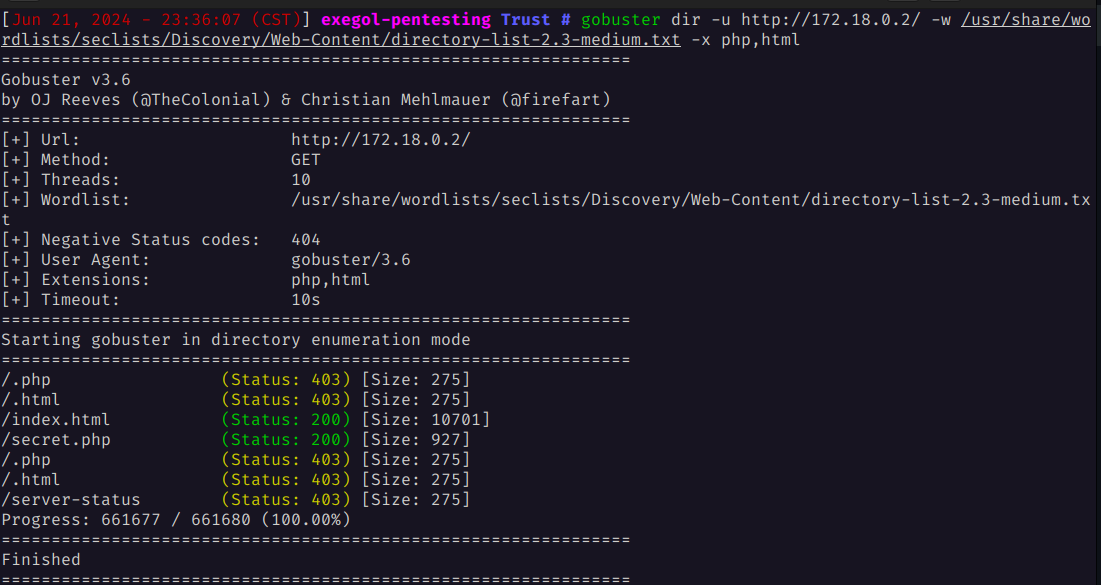 [Jun 21, 2024 - 23:36:07 (CST)] exegol-pentesting Trust # gobuster dir -u http://172.18.0.2/ -w /usr/share/wo
rdlists/seclists/Discovery/Web-Content/directory-list-2.3-medium.txt -x php,html
===============================================================
Gobuster v3.6
by OJ Reeves (@TheColonial) & Christian Mehlmauer (@firefart)
===============================================================
[+] Url:                     http://172.18.0.2/
[+] Method:                  GET
[+] Threads:                 10
[+] Wordlist:                /usr/share/wordlists/seclists/Discovery/Web-Content/directory-list-2.3-medium.tx
t
[+] Negative Status codes:   404
[+] User Agent:              gobuster/3.6
[+] Extensions:              php,html
[+] Timeout:                 10s
===============================================================
Starting gobuster in directory enumeration mode
===============================================================
/.php                 (Status: 403) [Size: 275]
/.html                (Status: 403) [Size: 275]
/index.html           (Status: 200) [Size: 10701]
/secret.php           (Status: 200) [Size: 927]
/.php                 (Status: 403) [Size: 275]
/.html                (Status: 403) [Size: 275]
/server-status        (Status: 403) [Size: 275]
Progress: 661677 / 661680 (100.00%)
===============================================================
Finished
===============================================================